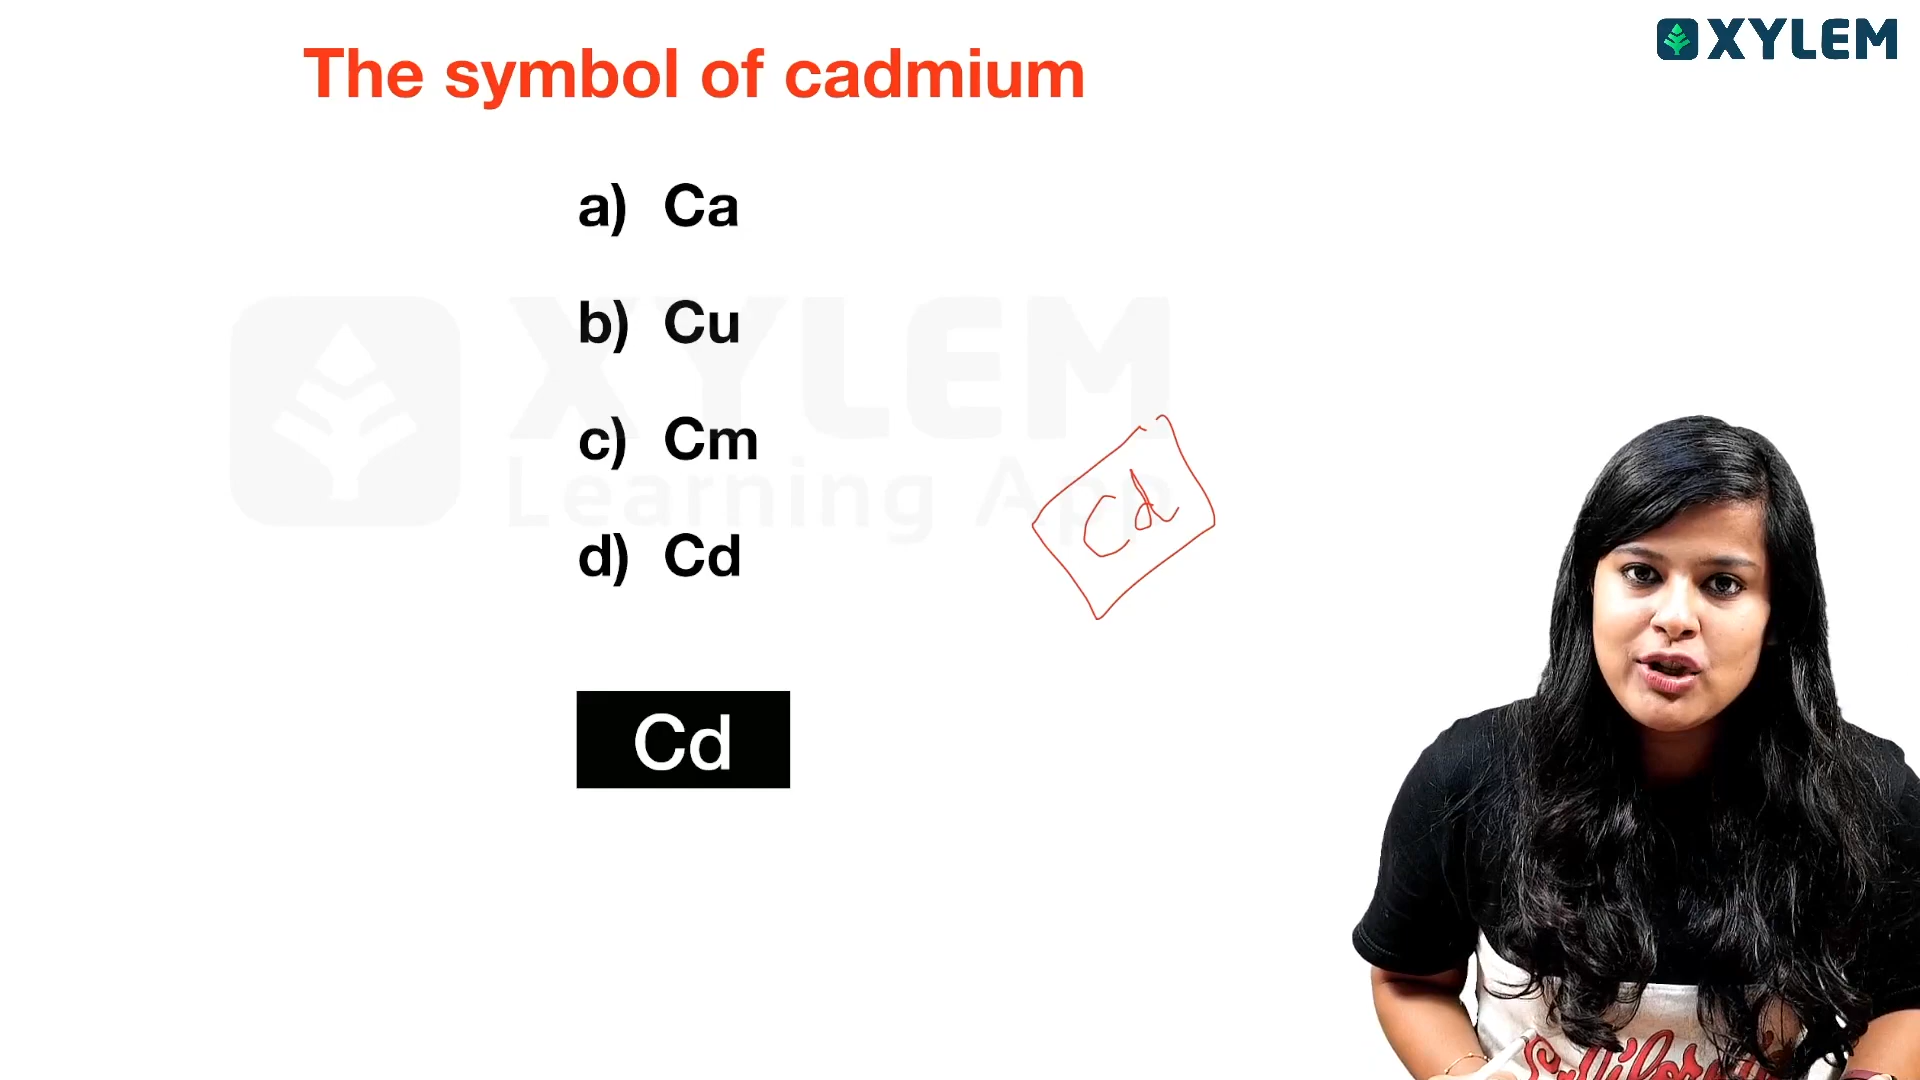 XYLEM
The symbol of cadmium
a) Ca
b) Cu
c) Cm
d) Cd
XYLEM
Learning App
Cd
Cd